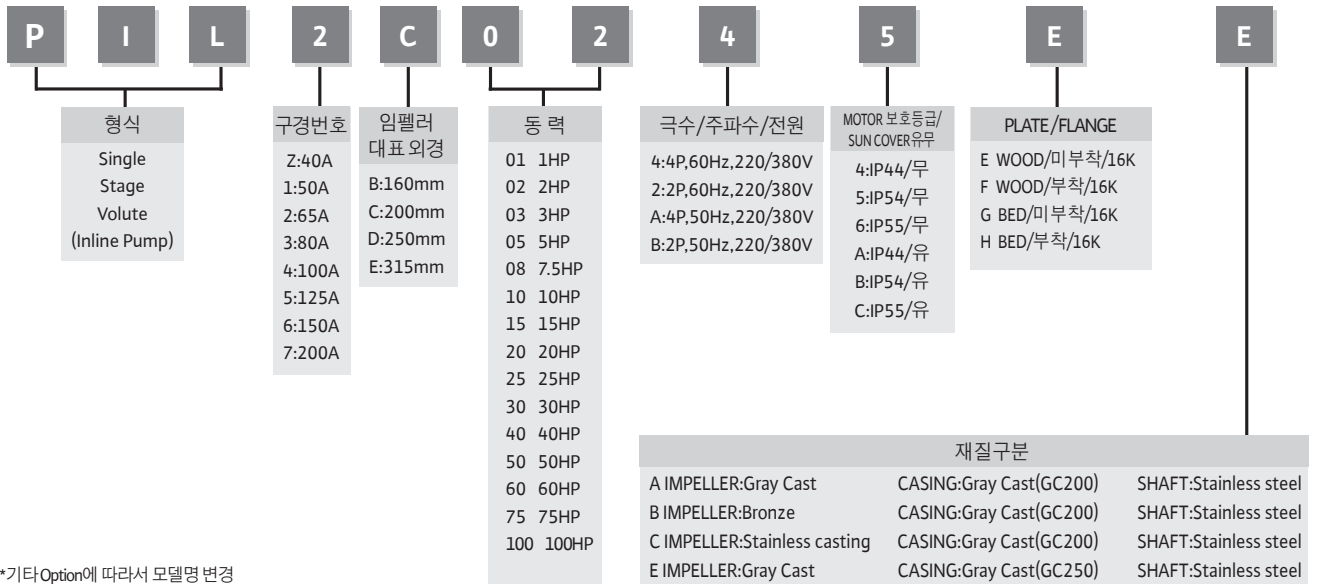 P I L 2 C 0 2 4 5 E E
형식
Single
Stage
Volute
(Inline Pump)
구경번호
Z:40A
1:50A
2:65A
3:80A
4:100A
5:125A
6:150A
7:200A
임펠러
대표 외경
B:160mm
C:200mm
D:250mm
E:315mm
동 력
01 1HP
02 2HP
03 3HP
05 5HP
08 7.5HP
10 10HP
15 15HP
20 20HP
25 25HP
30 30HP
40 40HP
50 50HP
60 60HP
75 75HP
100 100HP
극수/주파수/전원
4:4P,60Hz,220/380V
2:2P,60Hz,220/380V
A:4P,50Hz,220/380V
B:2P,50Hz,220/380V
MOTOR 보호등급/
SUN COVER유무
4:IP44/무
5:IP54/무
6:IP55/무
A:IP44/유
B:IP54/유
C:IP55/유
PLATE/FLANGE
E WOOD/미부착/16K
F WOOD/부착/16K
G BED/미부착/16K
H BED/부착/16K
재질구분
A IMPELLER:Gray Cast CASING:Gray Cast(GC200) SHAFT:Stainless steel
B IMPELLER:Bronze CASING:Gray Cast(GC200) SHAFT:Stainless steel
C IMPELLER:Stainless casting CASING:Gray Cast(GC200) SHAFT:Stainless steel
E IMPELLER:Gray Cast CASING:Gray Cast(GC250) SHAFT:Stainless steel
*기타 Option에 따라서 모델명 변경